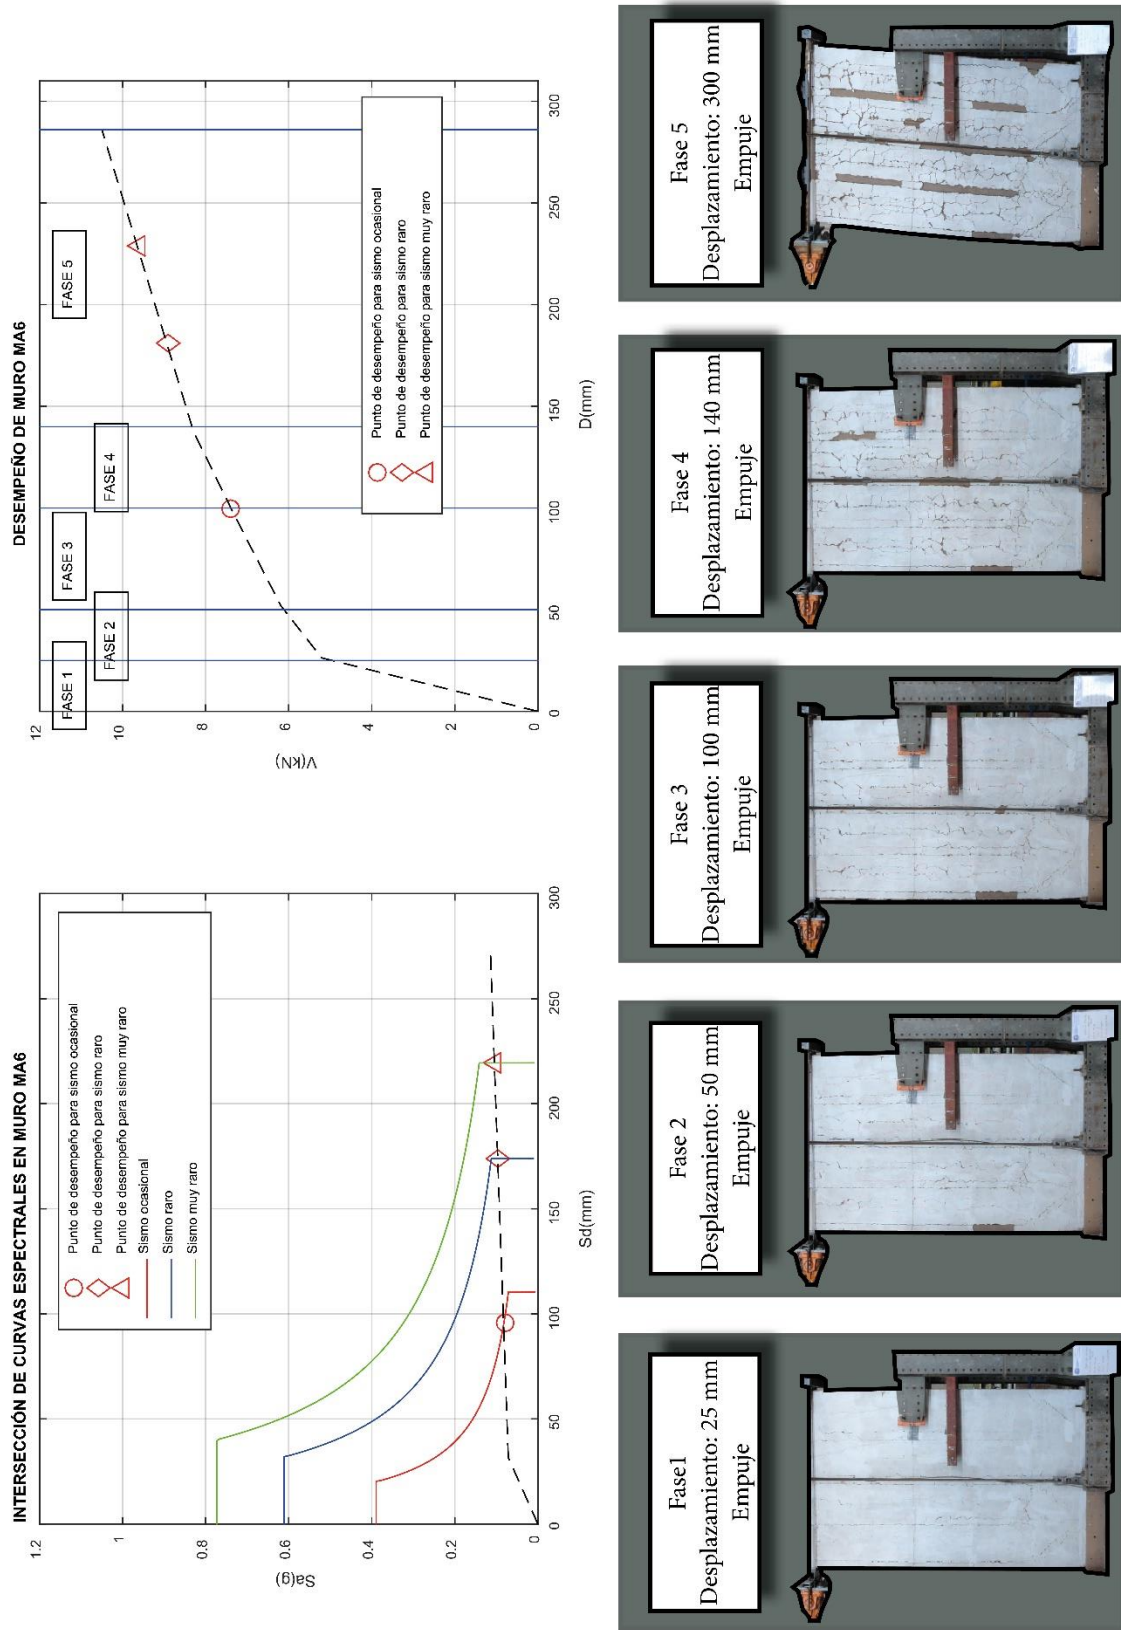 INTERSECCIÓN DE CURVAS ESPECTRALES EN MURO MA6
Punto de desempeño para sismo ocasional
Punto de desempeño para sismo raro
Punto de desempeño para sismo muy raro
Sismo ocasional
Sismo raro
Sismo muy raro
Sa(g)
1.2
1
0.8
0.6
0.4
0.2
0
0
50
100
150
200
250
300
Sd(mm)
DESEMPEÑO DE MURO MA6
FASE 1
FASE 2
FASE 3
FASE 4
FASE 5
Punto de desempeño para sismo ocasional
Punto de desempeño para sismo raro
Punto de desempeño para sismo muy raro
V(kN)
12
10
8
6
4
2
0
0
50
100
150
200
250
300
D(mm)
Fase1
Desplazamiento: 25 mm
Empuje
Fase 2
Desplazamiento: 50 mm
Empuje
Fase 3
Desplazamiento: 100 mm
Empuje
Fase 4
Desplazamiento: 140 mm
Empuje
Fase 5
Desplazamiento: 300 mm
Empuje